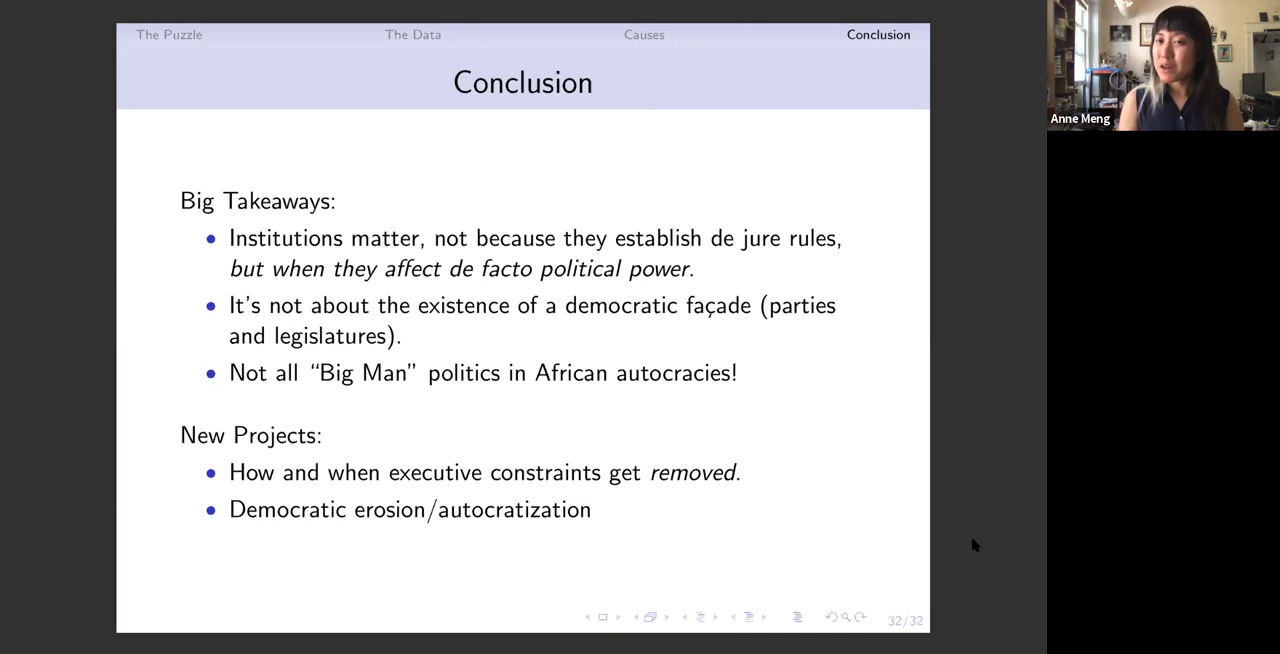 The Puzzle
The Data
Causes
Conclusion
Conclusion
Big Takeaways:
• Institutions matter, not because they establish de jure rules,
but when they affect de facto political power.
• It's not about the existence of a democratic façade (parties
and legislatures).
• Not all “Big Man” politics in African autocracies!
New Projects:
• How and when executive constraints get removed.
• Democratic erosion/autocratization
32/32
Anne Meng